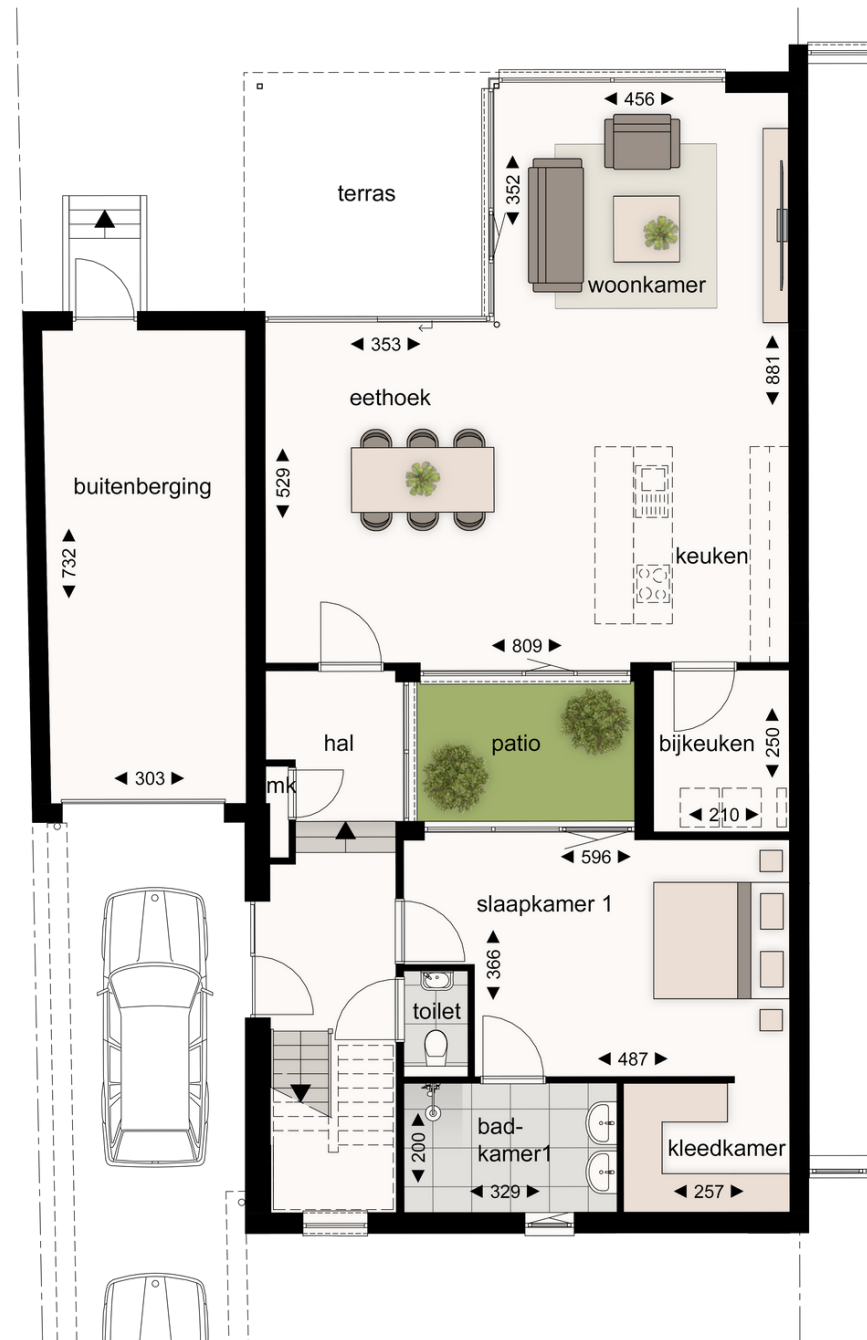 456
terras
352
woonkamer
353
881
eethoek
529
buitenberging
732
keuken
809
hal
patio
bijkeuken
250
mk
303
210
596
slaapkamer 1
366
toilet
487
bad-
kamer1
200
329
kleedkamer
257